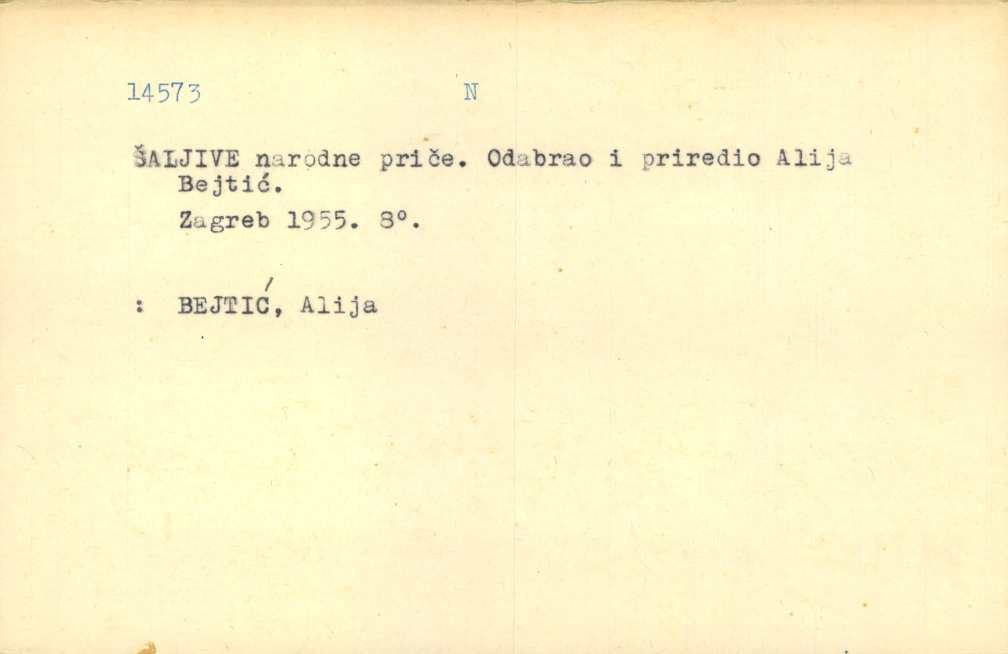 14573 N
ŠALJIVE narodne priče. Odabrao i priredio Alija
Bejtić.
Zagreb 1955. 8°.
: BEJTIĆ, Alija